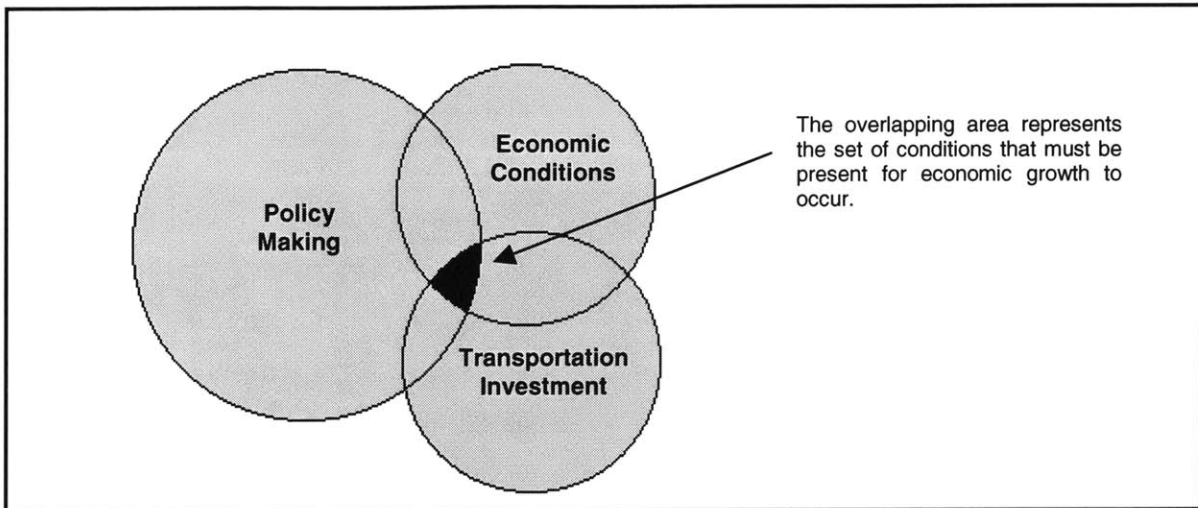 Policy
Making
Economic
Conditions
Transportation
Investment
The overlapping area represents
the set of conditions that must be
present for economic growth to
occur.